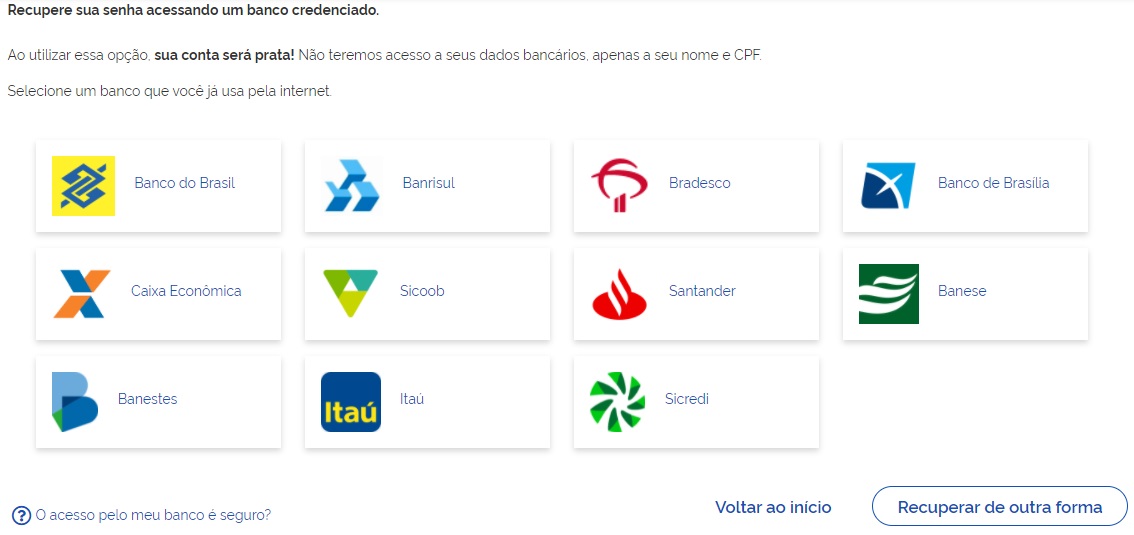 Recupere sua senha acessando um banco credenciado.
Ao utilizar essa opção, sua conta será prata! Não teremos acesso a seus dados bancários, apenas a seu nome e CPF.
Selecione um banco que você já usa pela internet.
Banco do Brasil
Banrisul
Bradesco
Banco de Brasília
Caixa Econômica
Sicoob
Santander
Banese
Banestes
Itaú
Itaú
Sicredi
? O acesso pelo meu banco é seguro?
Voltar ao início
Recuperar de outra forma